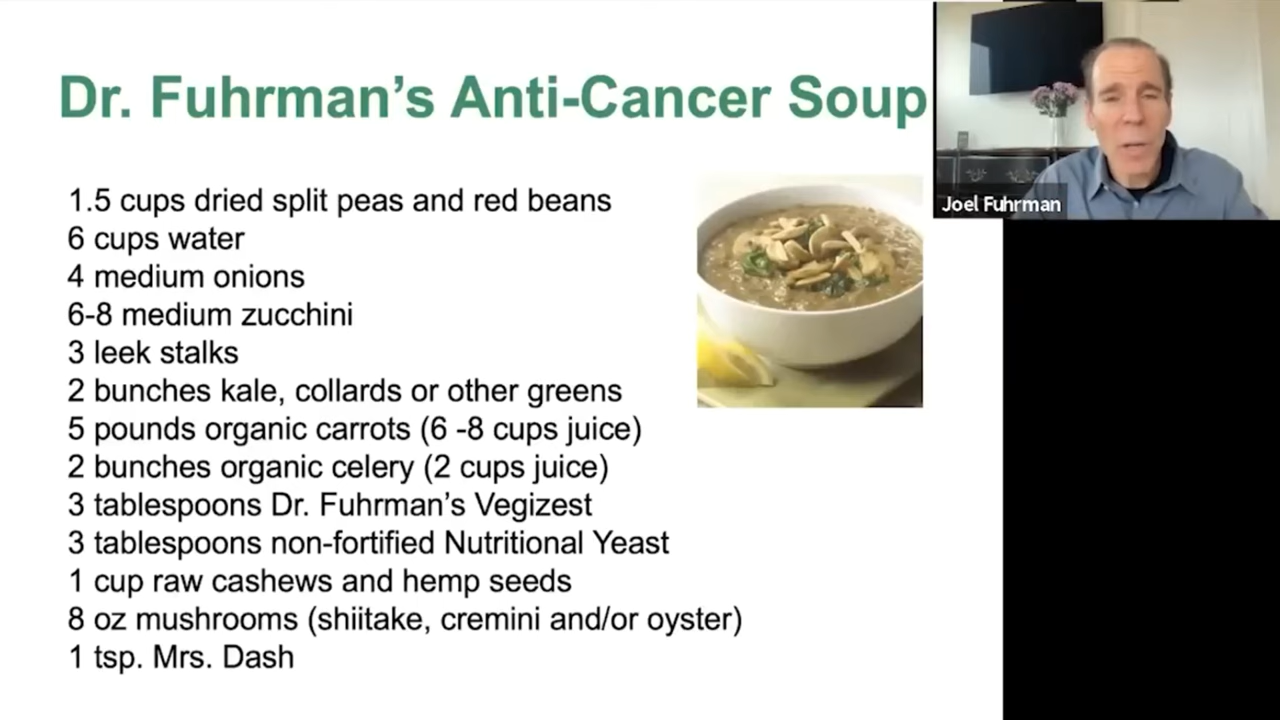 Dr. Fuhrman's Anti-Cancer Soup
Joel Fuhrman
1.5 cups dried split peas and red beans
6 cups water
4 medium onions
6-8 medium zucchini
3 leek stalks
2 bunches kale, collards or other greens
5 pounds organic carrots (6 -8 cups juice)
2 bunches organic celery (2 cups juice)
3 tablespoons Dr. Fuhrman's Vegizest
3 tablespoons non-fortified Nutritional Yeast
1 cup raw cashews and hemp seeds
8 oz mushrooms (shiitake, cremini and/or oyster)
1 tsp. Mrs. Dash